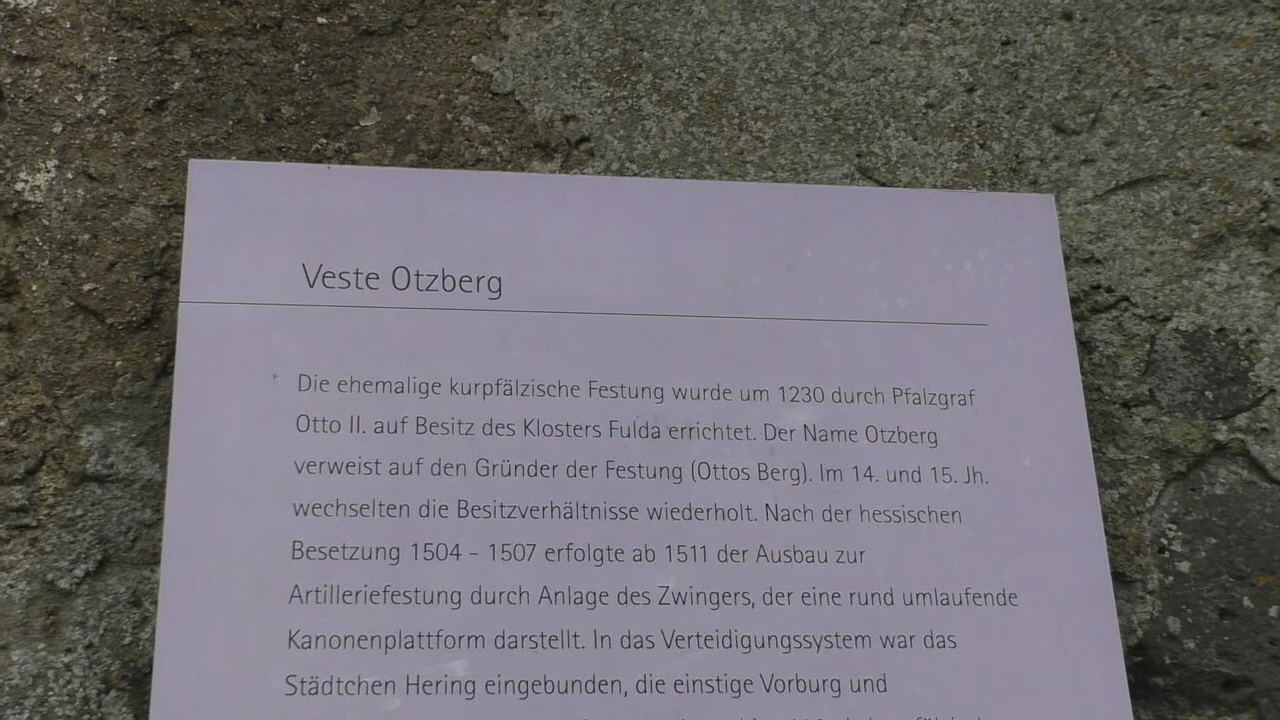 Veste Otzberg
Die ehemalige kurpfälzische Festung wurde um 1230 durch Pfalzgraf
Otto II. auf Besitz des Klosters Fulda errichtet. Der Name Otzberg
verweist auf den Gründer der Festung (Ottos Berg). Im 14. und 15. Jh.
wechselten die Besitzverhältnisse wiederholt. Nach der hessischen
Besetzung 1504 - 1507 erfolgte ab 1511 der Ausbau zur
Artilleriefestung durch Anlage des Zwingers, der eine rund umlaufende
Kanonenplattform darstellt. In das Verteidigungssystem war das
Städtchen Hering eingebunden, die einstige Vorburg und